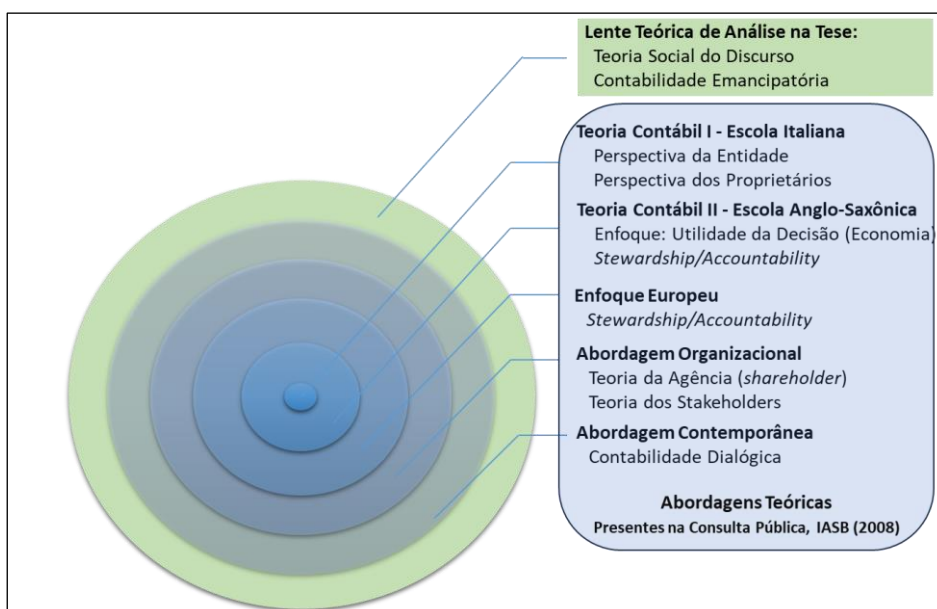 Lente Teórica de Análise na Tese:
Teoria Social do Discurso
Contabilidade Emancipatória
Teoria Contábil I - Escola Italiana
Perspectiva da Entidade
Perspectiva dos Proprietários
Teoria Contábil II - Escola Anglo-Saxônica
Enfoque: Utilidade da Decisão (Economia)
Stewardship/Accountability
Enfoque Europeu
Stewardship/Accountability
Abordagem Organizacional
Teoria da Agência (shareholder)
Teoria dos Stakeholders
Abordagem Contemporânea
Contabilidade Dialógica
Abordagens Teóricas
Presentes na Consulta Pública, IASB (2008)